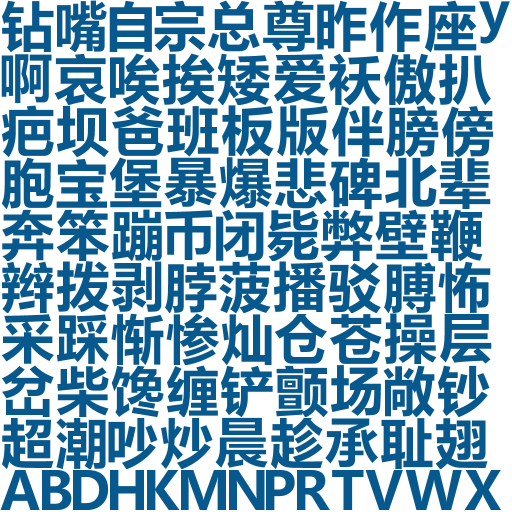 钻嘴自宗总尊昨作座y
啊哀唉挨矮爱袄傲扒
疤坝爸班板版伴膀傍
胞宝堡暴爆悲碑北辈
奔笨蹦币闭毙弊壁鞭
辫拨剥脖菠播驳膊怖
采踩惭惨灿仓苍操层
岔柴馋缠铲颤场敞钞
超潮吵炒晨趁承耻翅
ABDHKMNPRTVWX